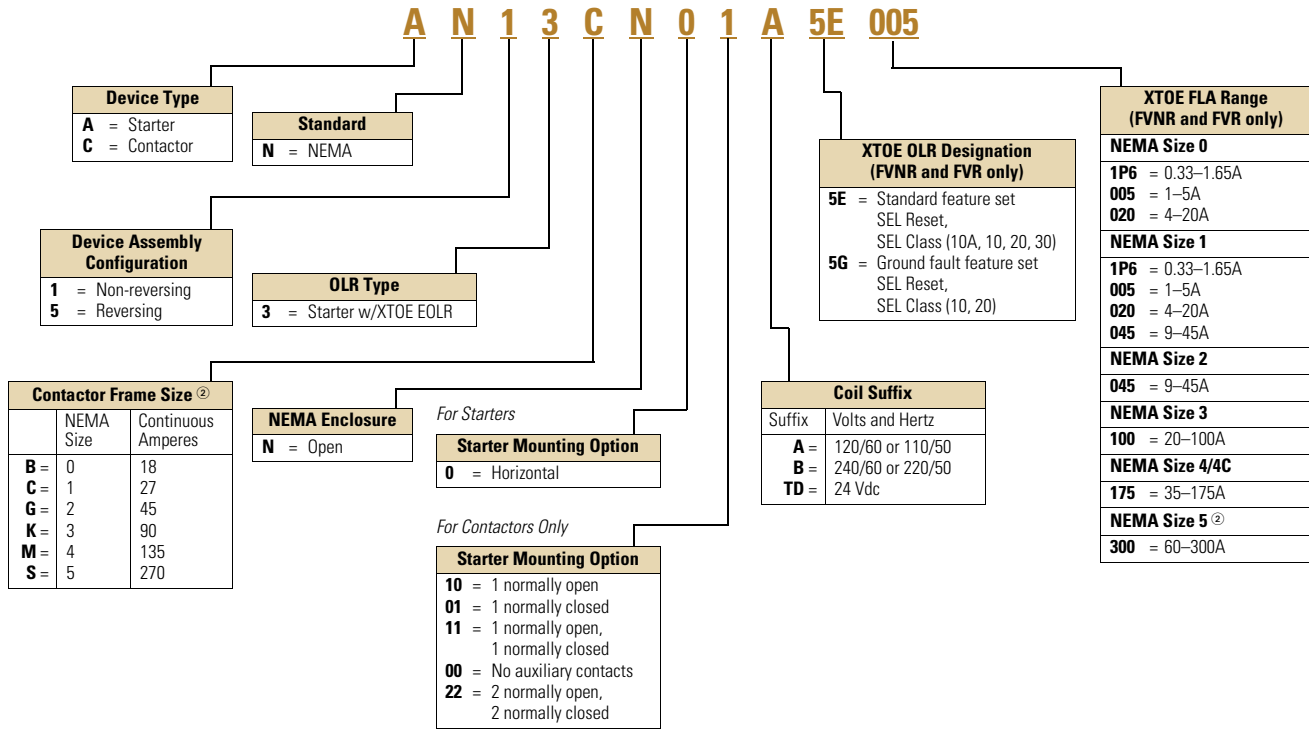 A N 1 3 C N 0 1 A 5E 005
Device Type
A = Starter
C = Contactor
Standard
N = NEMA
Device Assembly
Configuration
1 = Non-reversing
5 = Reversing
OLR Type
3 = Starter w/XTOE EOLR
Contactor Frame Size ②
NEMA Size Continuous Amperes
B = 0 18
C = 1 27
G = 2 45
K = 3 90
M = 4 135
S = 5 270
NEMA Enclosure
N = Open
For Starters
Starter Mounting Option
0 = Horizontal
For Contactors Only
Starter Mounting Option
10 = 1 normally open
01 = 1 normally closed
11 = 1 normally open,
1 normally closed
00 = No auxiliary contacts
22 = 2 normally open,
2 normally closed
Coil Suffix
Suffix Volts and Hertz
A = 120/60 or 110/50
B = 240/60 or 220/50
TD = 24 Vdc
XTOE OLR Designation
(FVNR and FVR only)
5E = Standard feature set
SEL Reset,
SEL Class (10A, 10, 20, 30)
5G = Ground fault feature set
SEL Reset,
SEL Class (10, 20)
XTOE FLA Range
(FVNR and FVR only)
NEMA Size 0
1P6 = 0.33–1.65A
005 = 1–5A
020 = 4–20A
NEMA Size 1
1P6 = 0.33–1.65A
005 = 1–5A
020 = 4–20A
045 = 9–45A
NEMA Size 2
045 = 9–45A
NEMA Size 3
100 = 20–100A
NEMA Size 4/4C
175 = 35–175A
NEMA Size 5 ②
300 = 60–300A